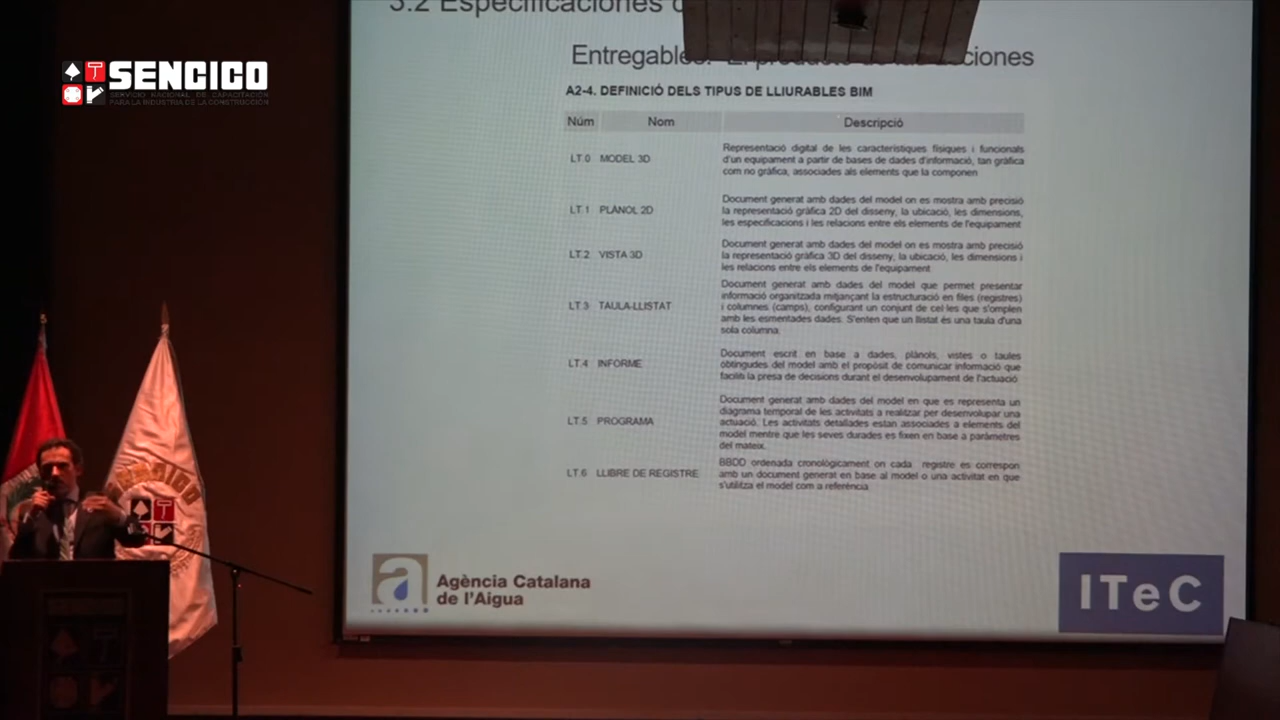 3.2 Especificaciones
Entregables.
ciones
SENCICO
SERVICIO NACIONAL DE CAPACITACIÓN
PARA LA INDUSTRIA DE LA CONSTRUCCIÓN
A2-4. DEFINICIÓ DELS TIPUS DE LLIURABLES BIM
Núm Nom Descripció
LT.0 MODEL 3D
Representació digital de les característiques físiques i funcionals
d'un equipament a partir de bases de dades d'informació, tan gràfica
com no gràfica, associades als elements que la componen
LT.1 PLÀNOL 2D
Document generat amb dades del model on es mostra amb precisió
la representació gràfica 2D del disseny, la ubicació, les dimensions,
les especificacions i les relacions entre els elements de l'equipament
LT.2 VISTA 3D
Document generat amb dades del model on es mostra amb precisió
la representació gràfica 3D del disseny, la ubicació, les dimensions i
les relacions entre els elements de l'equipament
LT.3 TAULA-LLISTAT
Document generat amb dades del model que permet presentar
informació organitzada mitjançant la estructuració en files (registres)
i columnes (camps), configurant un conjunt de cel·les que s'omplen
amb les esmentades dades. S'enten que un llistat és una taula d'una
sola columna.
LT.4 INFORME
Document escrit en base a dades, plànols, vistes o taules
obtingudes del model amb el propòsit de comunicar informació que
faciliti la presa de decisions durant el desenvolupament de l'actuació
LT.5 PROGRAMA
Document generat amb dades del model en que es representa un
diagrama temporal de les activitats a realitzar per desenvolupar una
actuació. Les activitats detallades estan associades a elements del
model mentre que les seves durades es fixen en base a paràmetres
del mateix.
LT.6 LLIBRE DE REGISTRE
BBDD ordenada cronològicament on cada registre es correspon
amb un document generat en base al model o una activitat en que
s'utilitza el model com a referència
Agència Catalana
de l'Aigua
ITeC